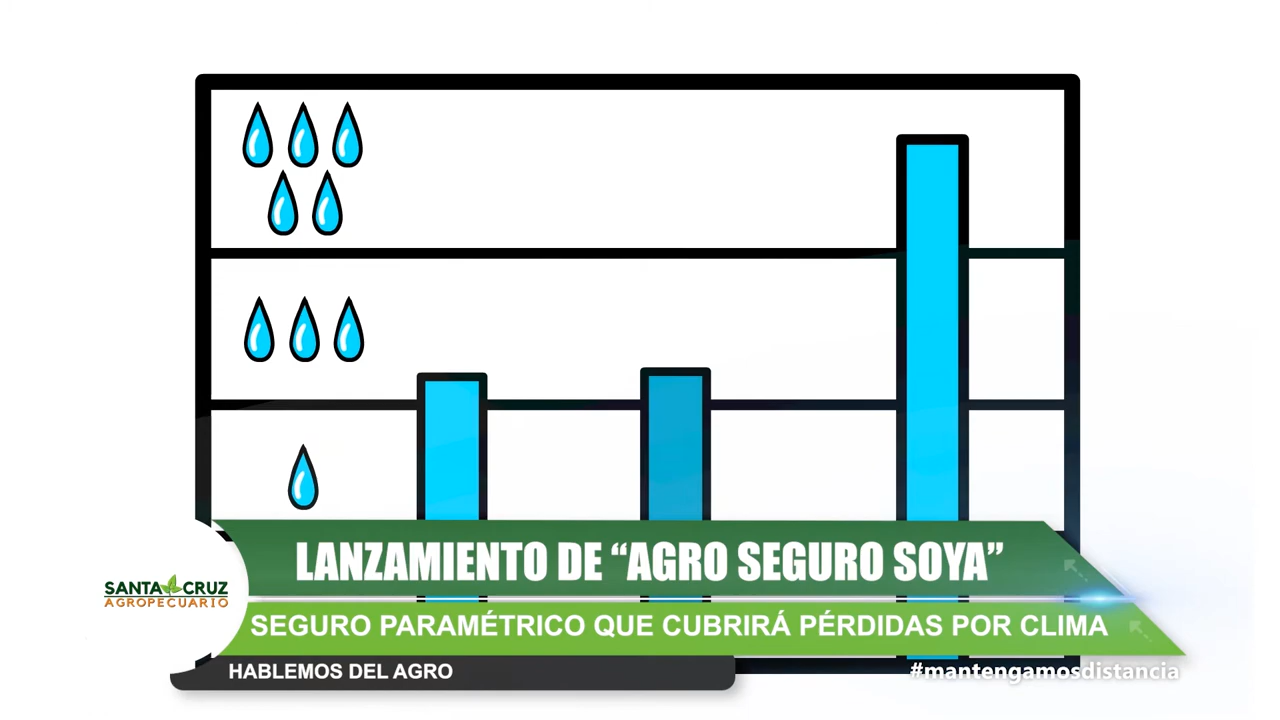 LANZAMIENTO DE “AGRO SEGURO SOYA”
SANTA CRUZ
AGROPECUARIO
SEGURO PARAMÉTRICO QUE CUBRIRÁ PÉRDIDAS POR CLIMA
HABLEMOS DEL AGRO
#mantengamosdistancia